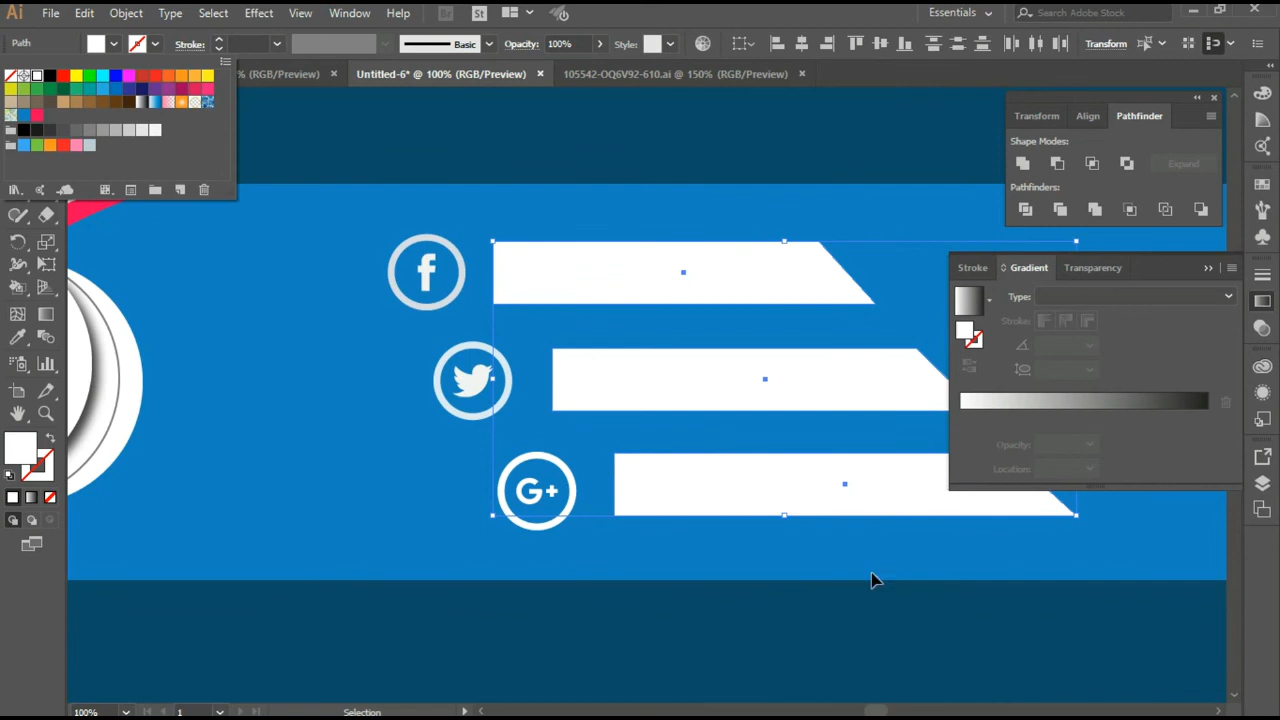 Ai File Edit Object Type Select Effect View Window Help Br St Essentials Search Adobe Stock
Path Stroke: Basic Opacity: 100% Style: Transform
% (RGB/Preview) × Untitled-6* @ 100% (RGB/Preview) × 105542-OQ6V92-610.ai @ 150% (RGB/Preview) ×
Transform Align Pathfinder
Shape Modes:
Expand
Pathfinders:
Stroke Gradient Transparency
Type:
Stroke:
Opacity:
Location:
f
G+
100% 1 Selection